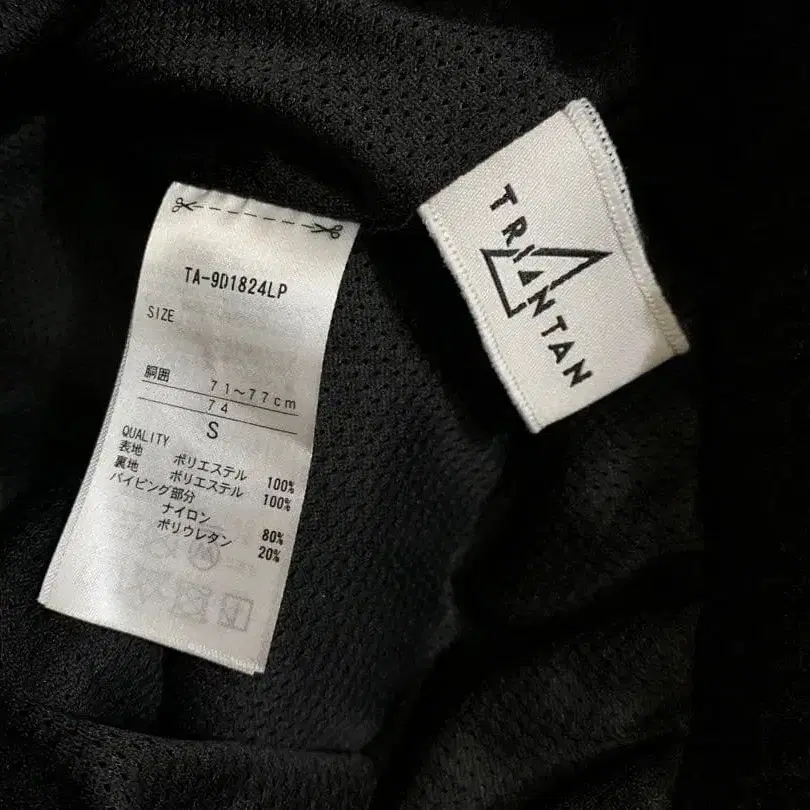 TA-9D1824LP
SIZE
胴囲 71～77cm
74
S
QUALITY
表地 ポリエステル 100%
裏地 ポリエステル 100%
パイピング部分
ナイロン 80%
ポリウレタン 20%
TRIANTAN